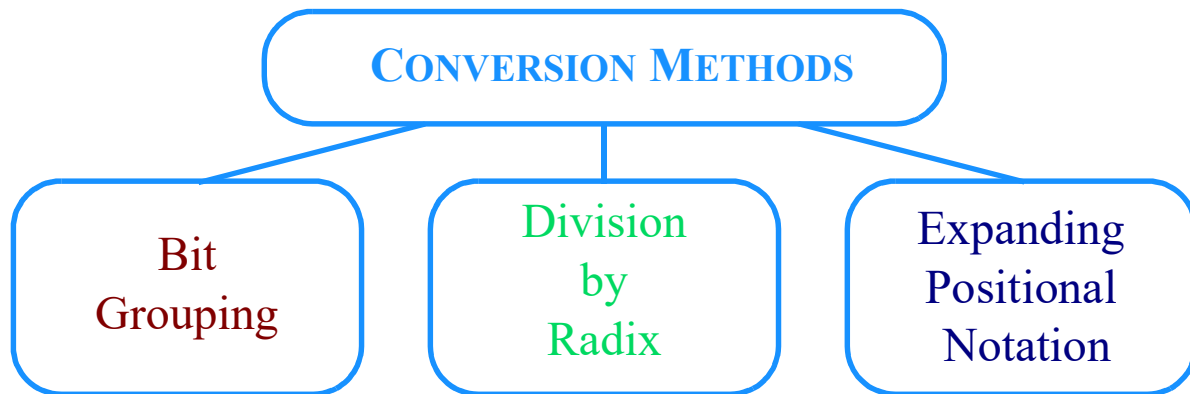 CONVERSION METHODS
Bit
Grouping
Division
by
Radix
Expanding
Positional
Notation